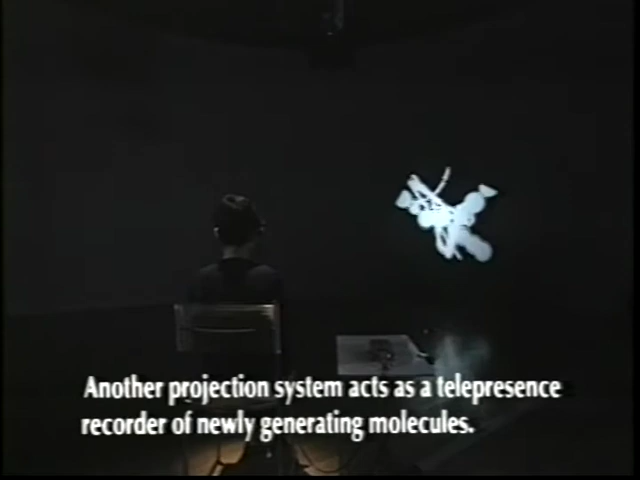 Another projection system acts as a telepresence
recorder of newly generating molecules.